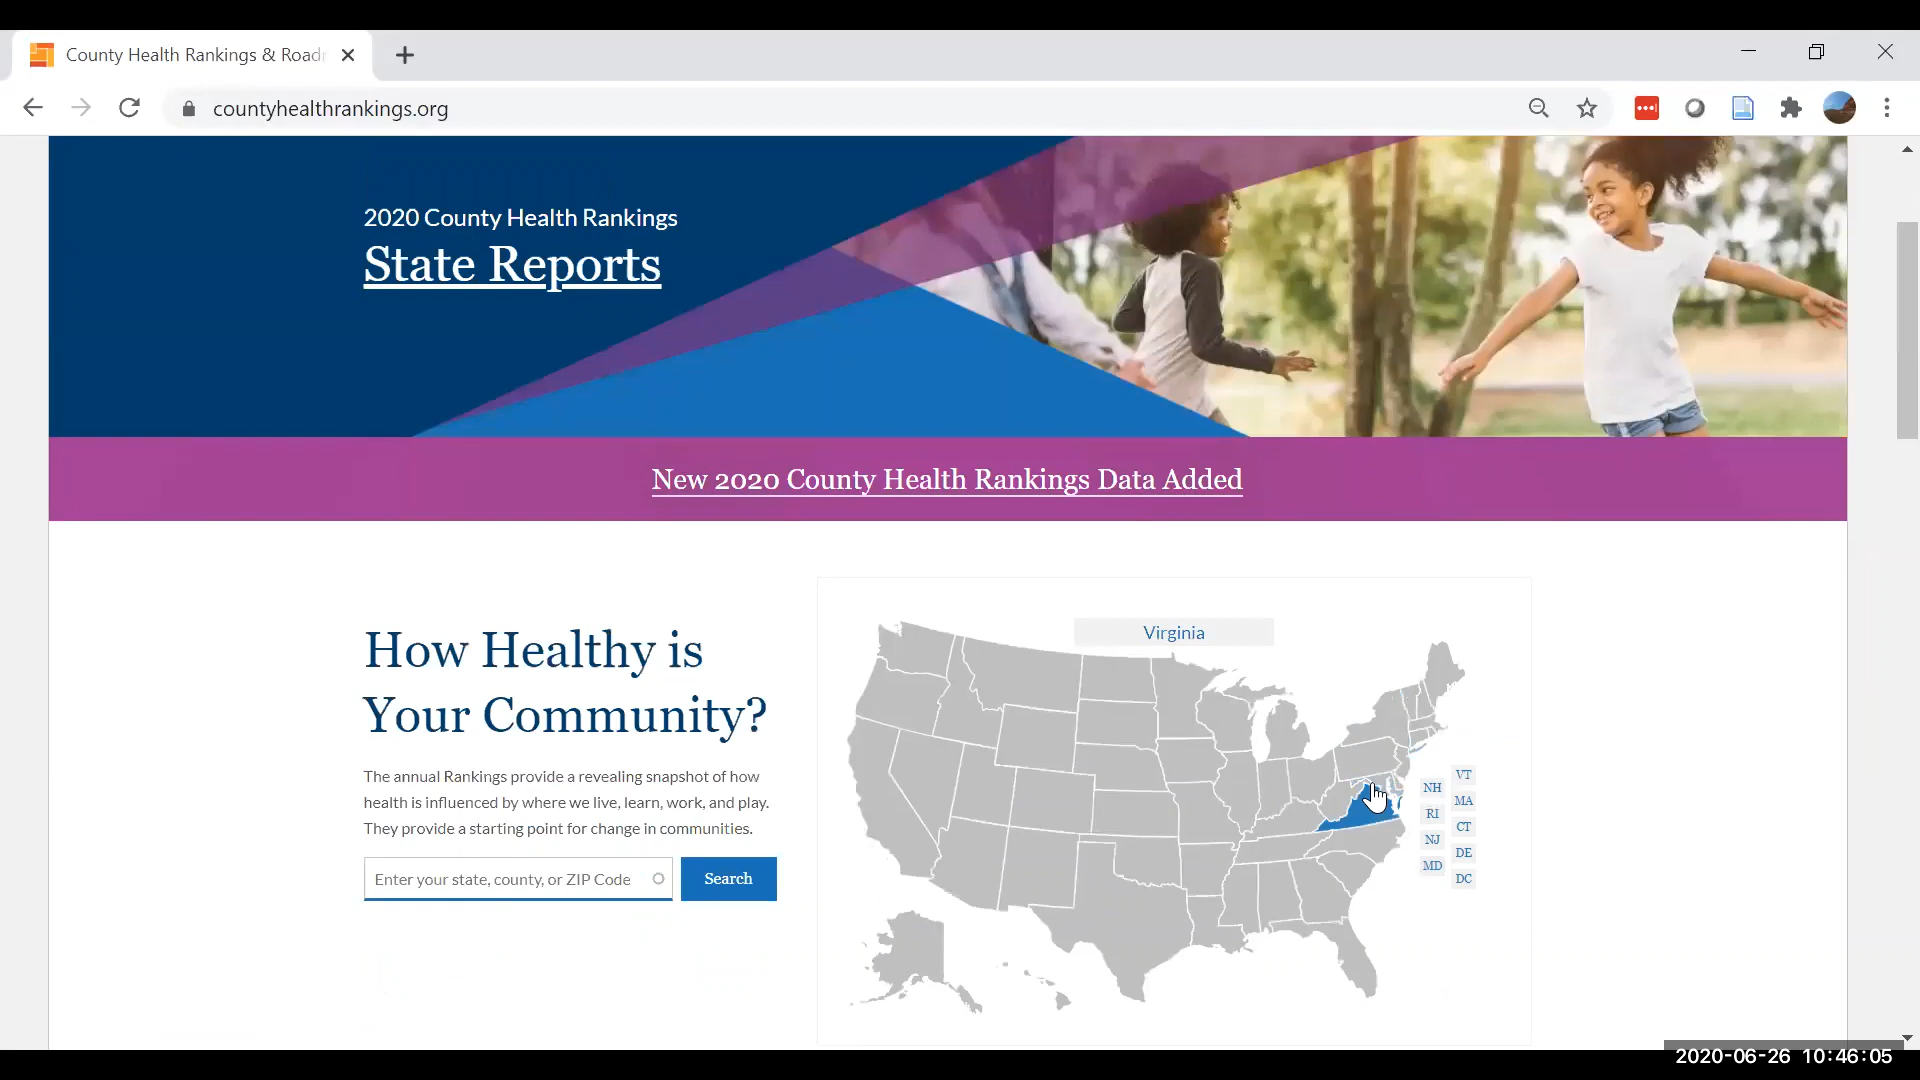 County Health Rankings & Road
countyhealthrankings.org
2020 County Health Rankings
State Reports
New 2020 County Health Rankings Data Added
How Healthy is
Your Community?
The annual Rankings provide a revealing snapshot of how
health is influenced by where we live, learn, work, and play.
They provide a starting point for change in communities.
Enter your state, county, or ZIP Code
Search
Virginia
VT
NH
MA
RI
CT
NJ
DE
MD
DC
2020-06-26 10:46:05